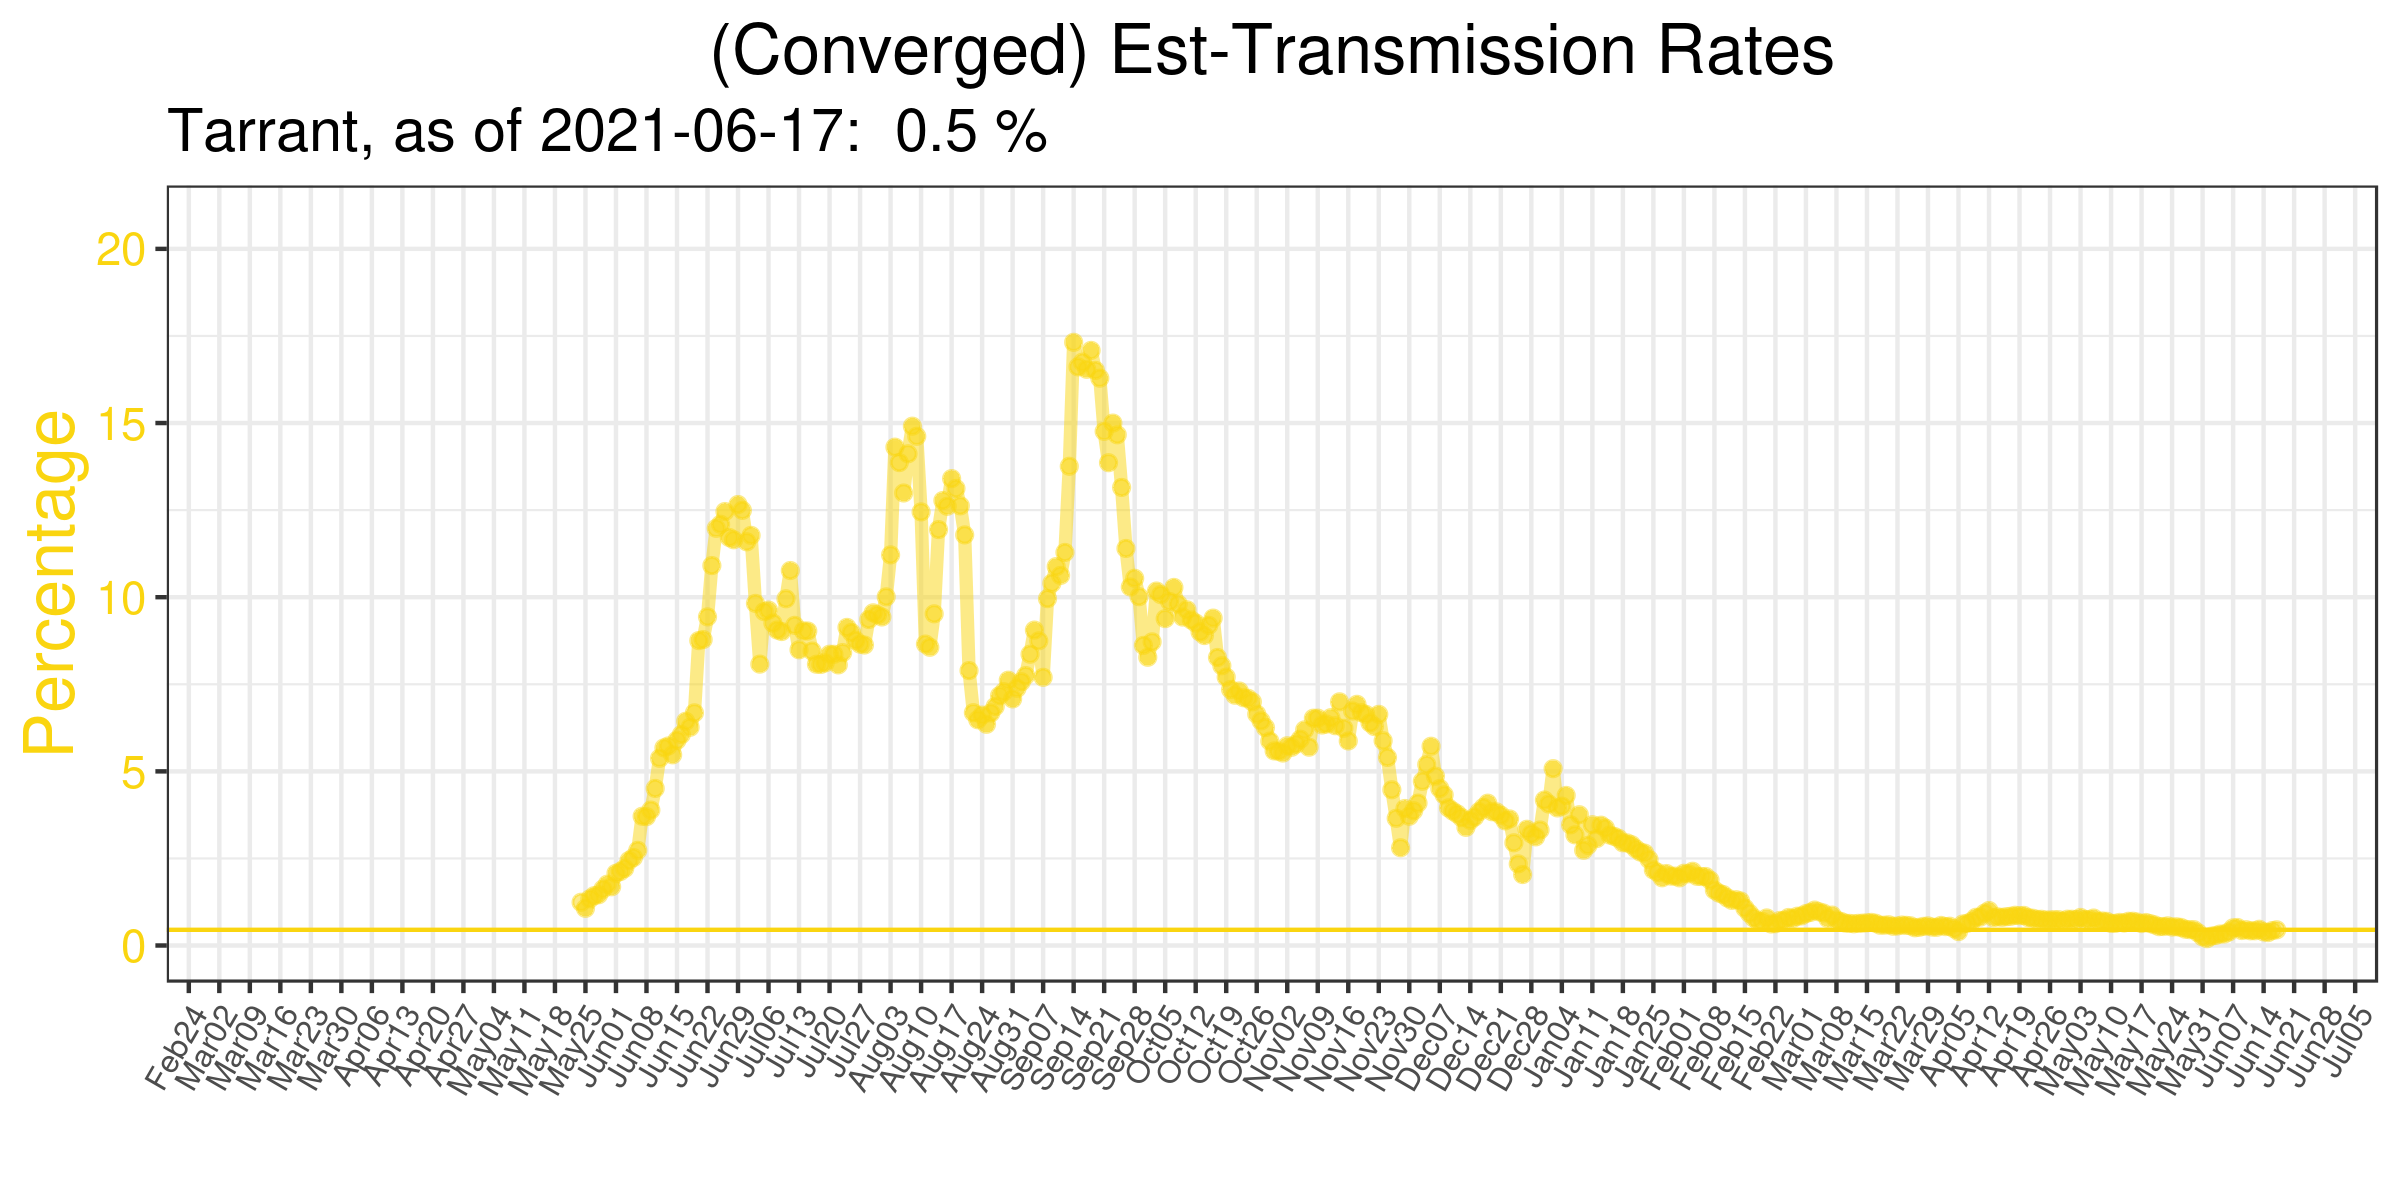 (Converged) Est-Transmission Rates
Tarrant, as of 2021-06-17:  0.5 %
Percentage
20
15
10
5
0
Feb24
Mar02
Mar09
Mar16
Mar23
Mar30
Apr06
Apr13
Apr20
Apr27
May04
May11
May18
May25
Jun01
Jun08
Jun15
Jun22
Jun29
Jul06
Jul13
Jul20
Jul27
Aug03
Aug10
Aug17
Aug24
Aug31
Sep07
Sep14
Sep21
Sep28
Oct05
Oct12
Oct19
Oct26
Nov02
Nov09
Nov16
Nov23
Nov30
Dec07
Dec14
Dec21
Dec28
Jan04
Jan11
Jan18
Jan25
Feb01
Feb08
Feb15
Feb22
Mar01
Mar08
Mar15
Mar22
Mar29
Apr05
Apr12
Apr19
Apr26
May03
May10
May17
May24
May31
Jun07
Jun14
Jun21
Jun28
Jul05